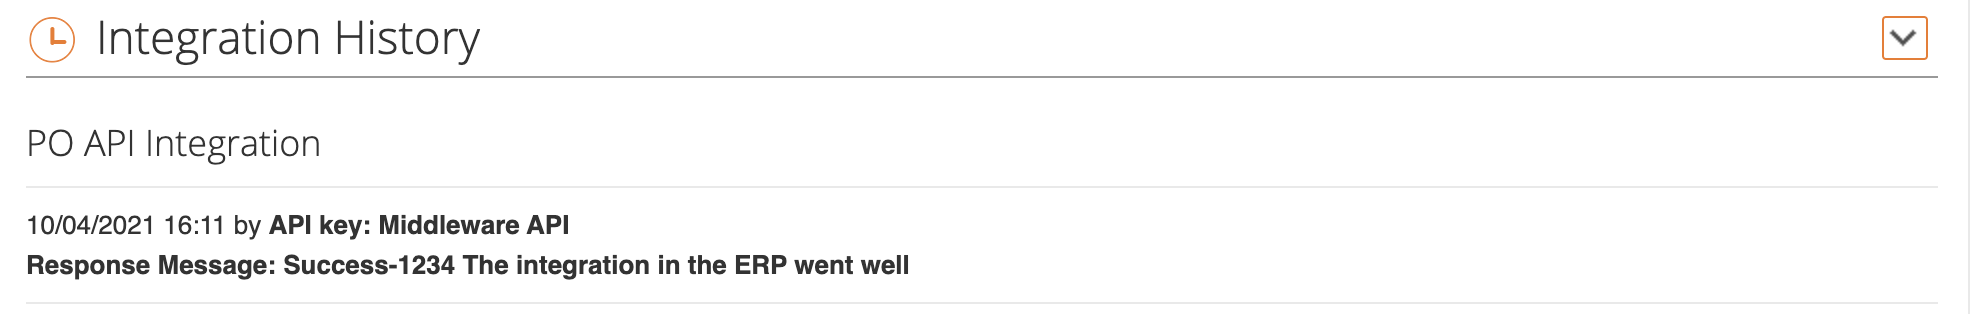 Integration History
PO API Integration
10/04/2021 16:11 by API key: Middleware API
Response Message: Success-1234 The integration in the ERP went well